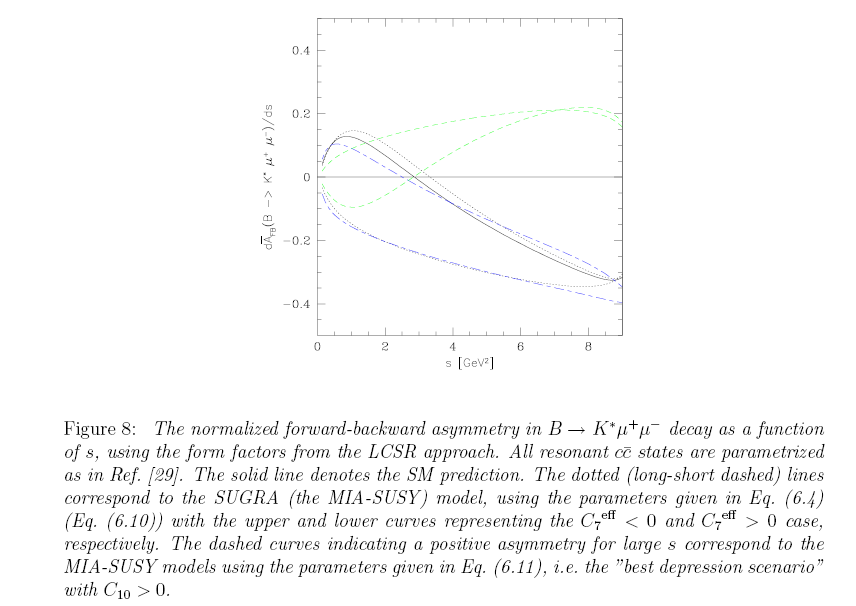 0.4
0.2
0
−0.2
−0.4
dA̅FB(B −> K* μ+ μ−)/ds
0 2 4 6 8
s [GeV²]
Figure 8: The normalized forward-backward asymmetry in B → K*μ⁺μ⁻ decay as a function
of s, using the form factors from the LCSR approach. All resonant cc̄ states are parametrized
as in Ref. [29]. The solid line denotes the SM prediction. The dotted (long-short dashed) lines
correspond to the SUGRA (the MIA-SUSY) model, using the parameters given in Eq. (6.4)
(Eq. (6.10)) with the upper and lower curves representing the C₇ᵉᶠᶠ < 0 and C₇ᵉᶠᶠ > 0 case,
respectively. The dashed curves indicating a positive asymmetry for large s correspond to the
MIA-SUSY models using the parameters given in Eq. (6.11), i.e. the "best depression scenario"
with C₁₀ > 0.